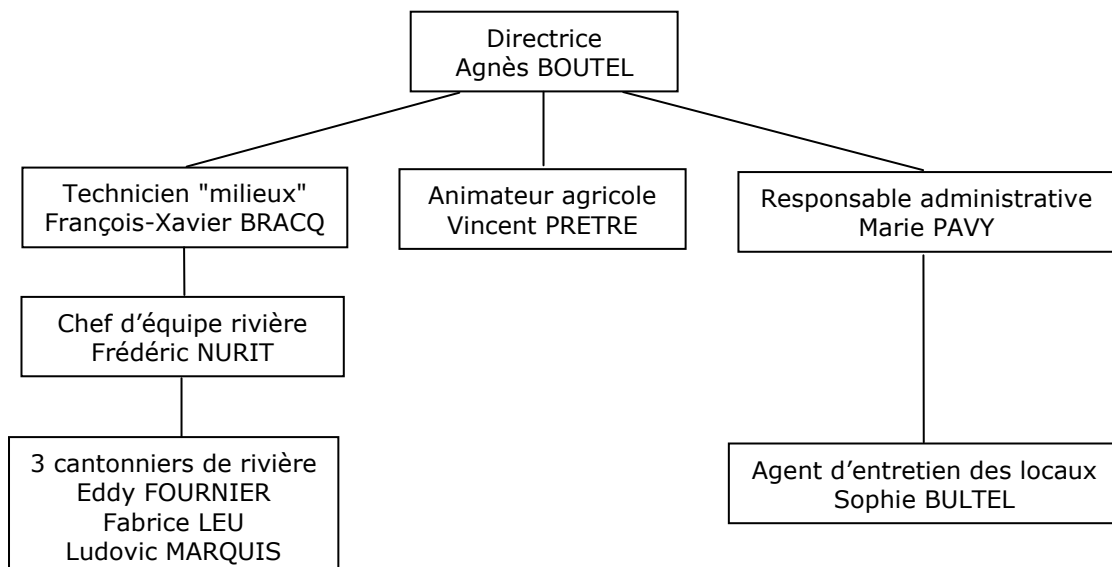 Directrice
Agnès BOUTEL
Technicien "milieux"
François-Xavier BRACQ
Animateur agricole
Vincent PRETRE
Responsable administrative
Marie PAVY
Chef d’équipe rivière
Frédéric NURIT
3 cantonniers de rivière
Eddy FOURNIER
Fabrice LEU
Ludovic MARQUIS
Agent d’entretien des locaux
Sophie BULTEL